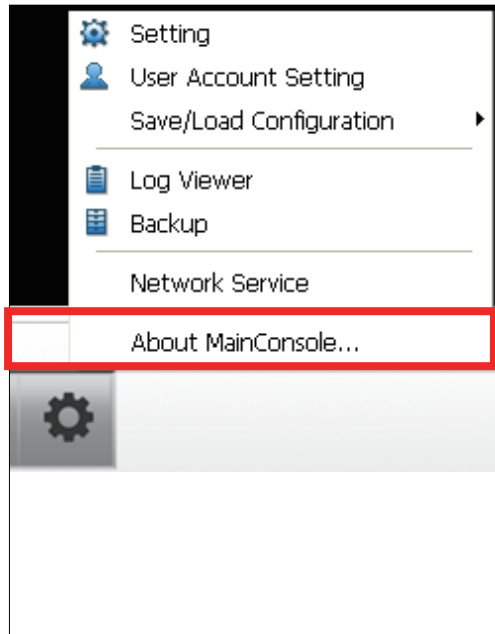 Setting
User Account Setting
Save/Load Configuration
Log Viewer
Backup
Network Service
About MainConsole...